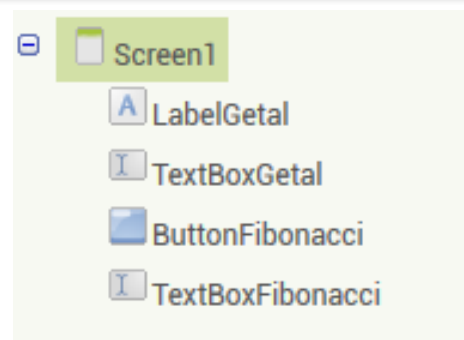 Screen1
A LabelGetal
TextBoxGetal
ButtonFibonacci
TextBoxFibonacci